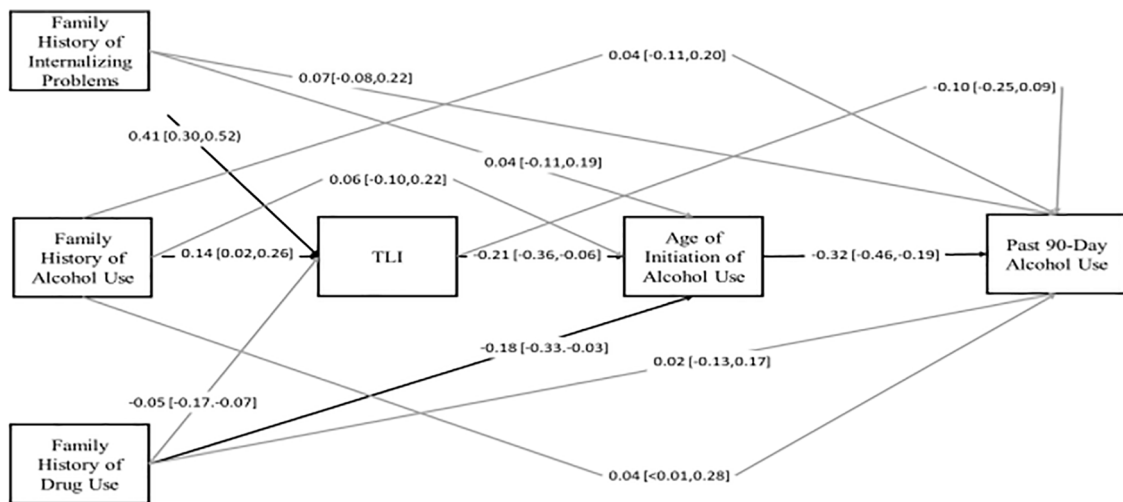 Family
History of
Internalizing
Problems
0.04 [-0.11,0.20]
0.07[-0.08,0.22]
-0.10 [-0.25,0.09]
0.41 [0.30,0.52)
0.04 [-0.11,0.19]
0.06 [-0.10,0.22]
Family
History of
Alcohol Use
0.14 [0.02,0.26]
TLI
-0.21 [-0.36,-0.06]
Age of
Initiation of
Alcohol Use
-0.32 [-0.46,-0.19]
Past 90-Day
Alcohol Use
-0.18 [-0.33.-0.03]
0.02 [-0.13,0.17]
-0.05 [-0.17.-0.07]
Family
History of
Drug Use
0.04 [<0.01,0.28]